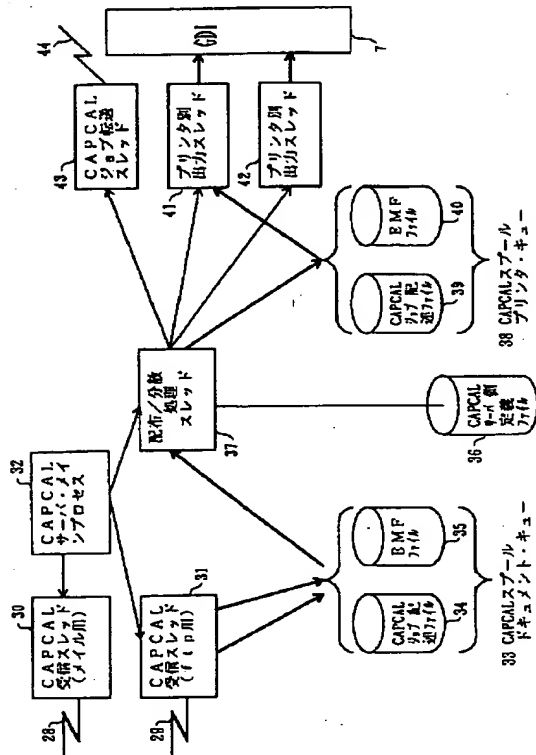 28
30
CAPCAL
受信スレッド
(メイル用)
32
CAPCAL
サーバ・メイ
ンプロセス
29
31
CAPCAL
受信スレッド
(ftp用)
37
配布/分散
処理
スレッド
43
CAPCAL
ジョブ転送
スレッド
44
41
プリンタ別
出力スレッド
42
プリンタ別
出力スレッド
GDI
7
CAPCAL
ジョブ記
述ファイル
34
EMF
ファイル
35
33 CAPCALスプール
ドキュメント・キュー
36
CAPCAL
サーバ側
定義
ファイル
CAPCAL
ジョブ記
述ファイル
39
EMF
ファイル
40
38 CAPCALスプール
プリンタ・キュー